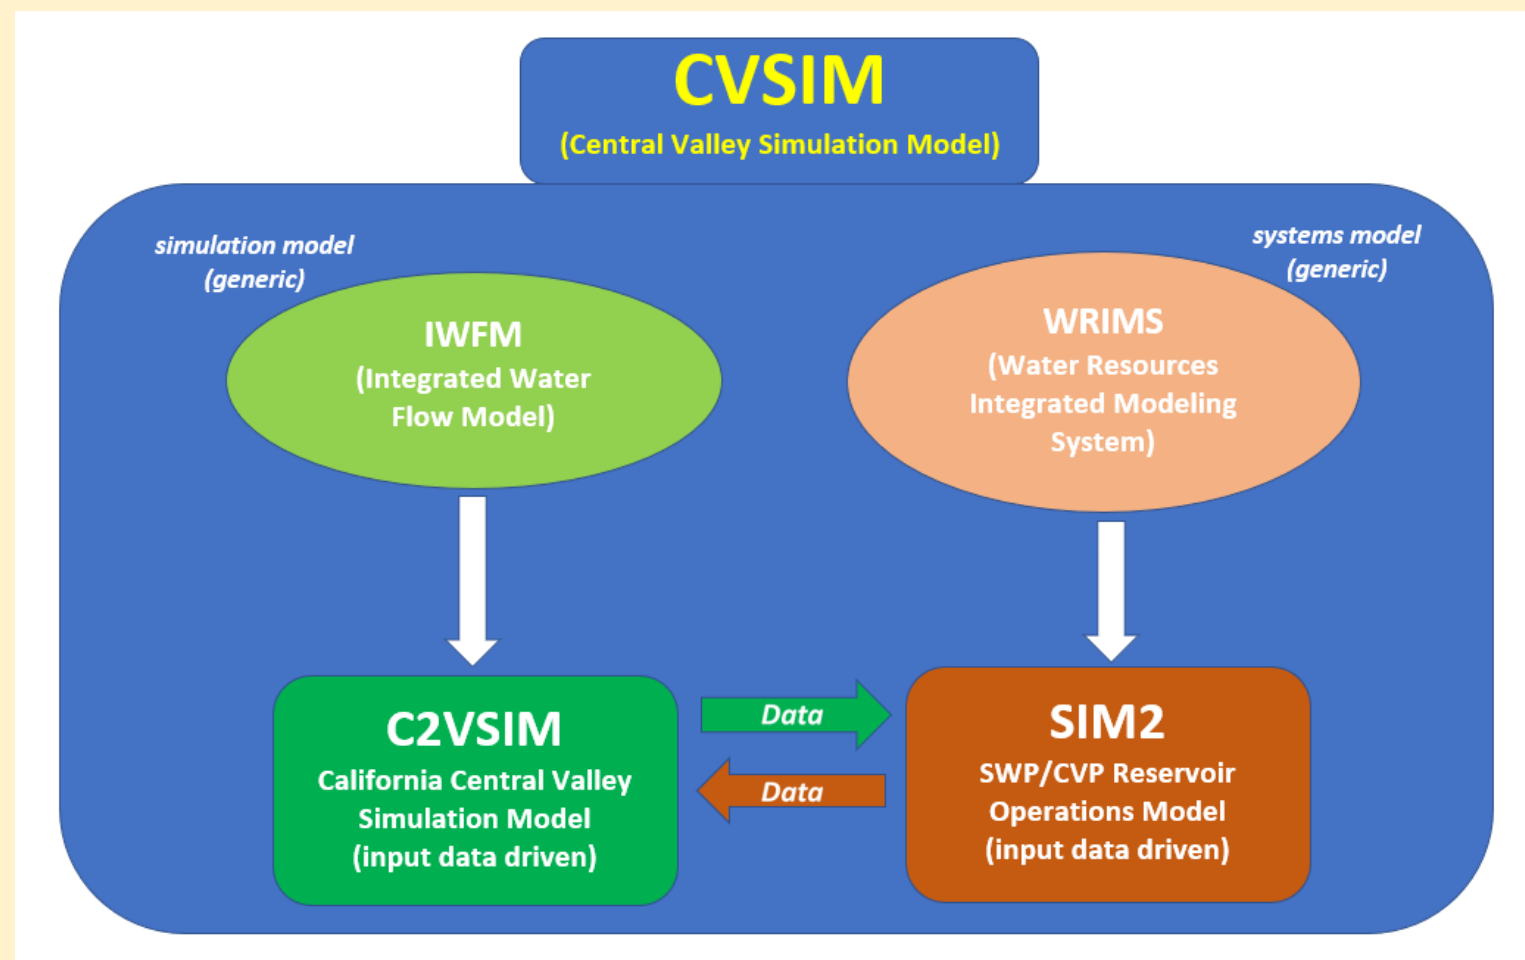 CVSIM
(Central Valley Simulation Model)
simulation model
(generic)
systems model
(generic)
IWFM
(Integrated Water
Flow Model)
WRIMS
(Water Resources
Integrated Modeling
System)
C2VSIM
California Central Valley
Simulation Model
(input data driven)
Data
Data
SIM2
SWP/CVP Reservoir
Operations Model
(input data driven)